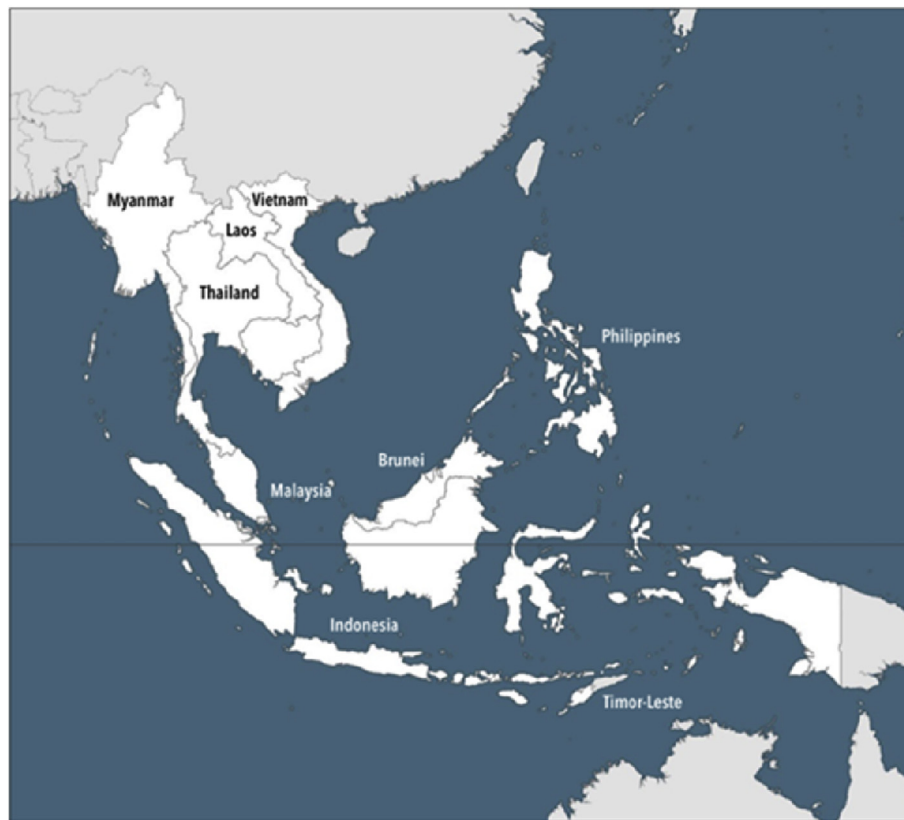 Myanmar
Vietnam
Laos
Thailand
Philippines
Brunei
Malaysia
Indonesia
Timor-Leste